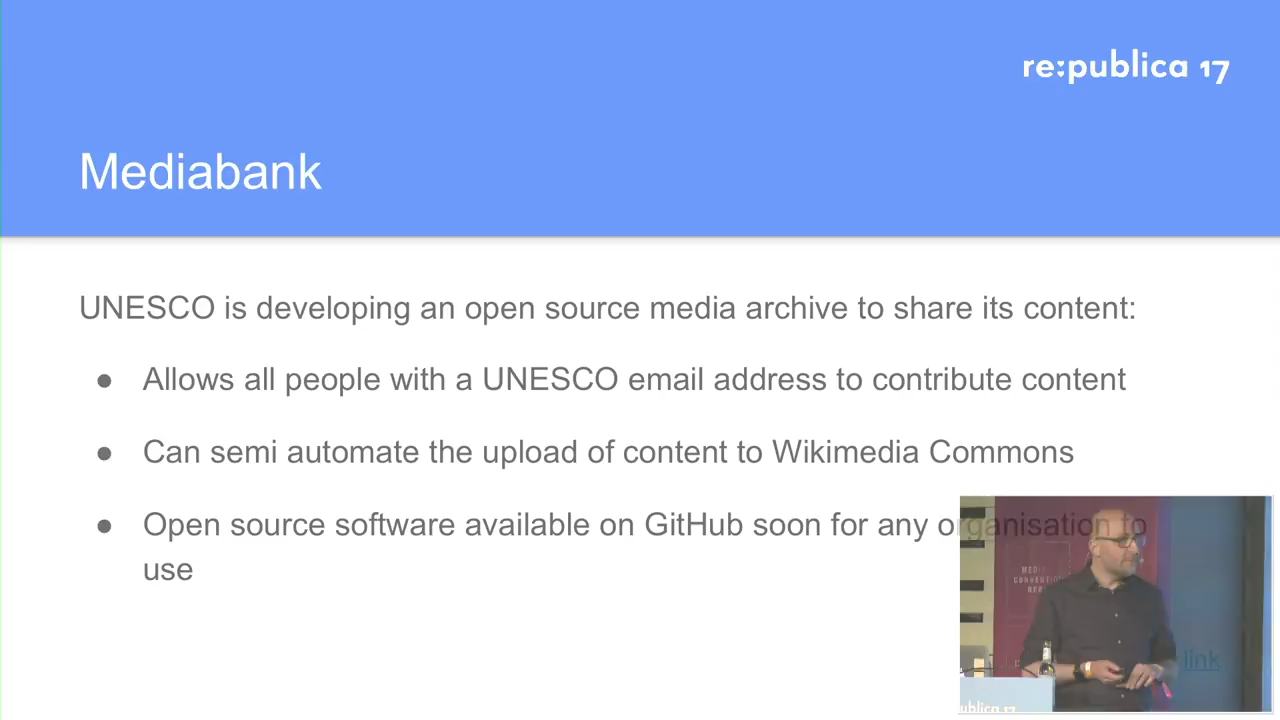 re:publica 17
Mediabank
UNESCO is developing an open source media archive to share its content:
● Allows all people with a UNESCO email address to contribute content
● Can semi automate the upload of content to Wikimedia Commons
● Open source software available on GitHub soon for any organisation to
use
link